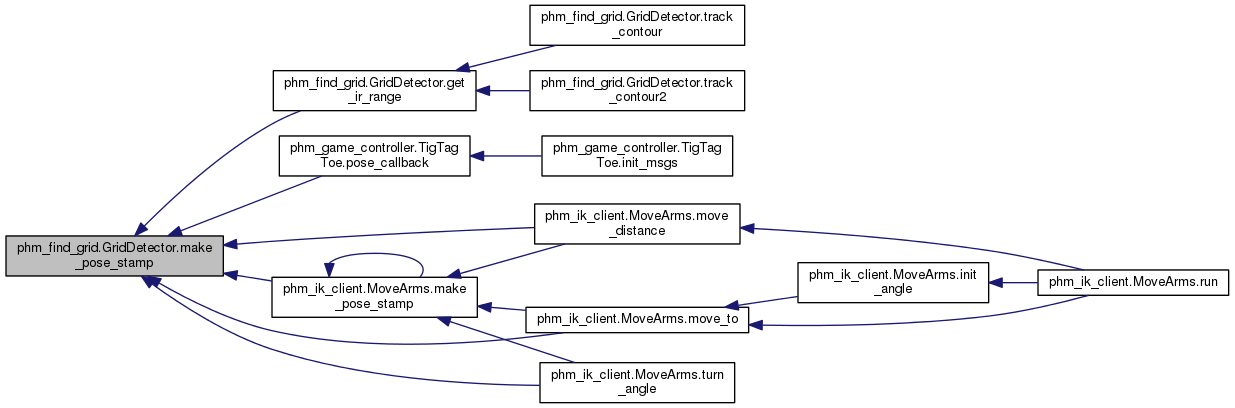 phm_find_grid.GridDetector.track
_contour
phm_find_grid.GridDetector.get
_ir_range
phm_find_grid.GridDetector.track
_contour2
phm_game_controller.TigTag
Toe.pose_callback
phm_game_controller.TigTag
Toe.init_msgs
phm_find_grid.GridDetector.make
_pose_stamp
phm_ik_client.MoveArms.move
_distance
phm_ik_client.MoveArms.make
_pose_stamp
phm_ik_client.MoveArms.init
_angle
phm_ik_client.MoveArms.run
phm_ik_client.MoveArms.move_to
phm_ik_client.MoveArms.turn
_angle